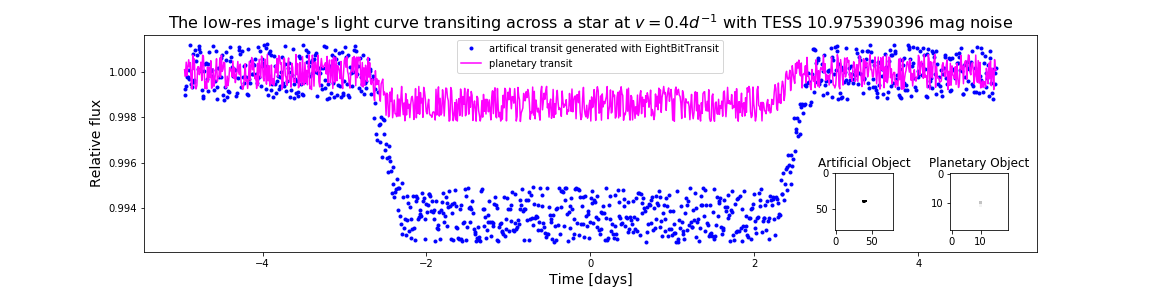 The low-res image's light curve transiting across a star at v = 0.4d⁻¹ with TESS 10.975390396 mag noise
artifical transit generated with EightBitTransit
planetary transit
Relative flux
1.000
0.998
0.996
0.994
Artificial Object
Planetary Object
0
50
0
50
0
10
0
10
−4
−2
0
2
4
Time [days]